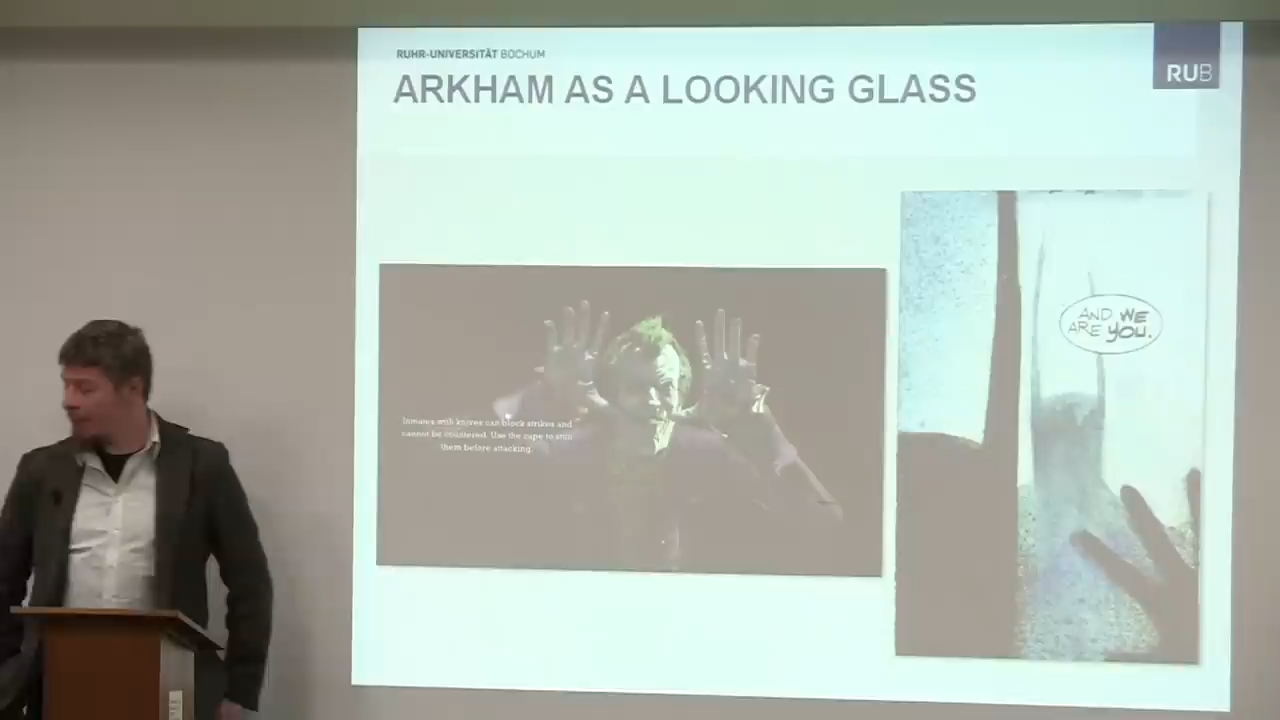 RUHR-UNIVERSITÄT BOCHUM
RUB
ARKHAM AS A LOOKING GLASS
AND WE
ARE YOU.
Inmates with knives can block strikes and
cannot be countered. Use the cape to stun
them before attacking.